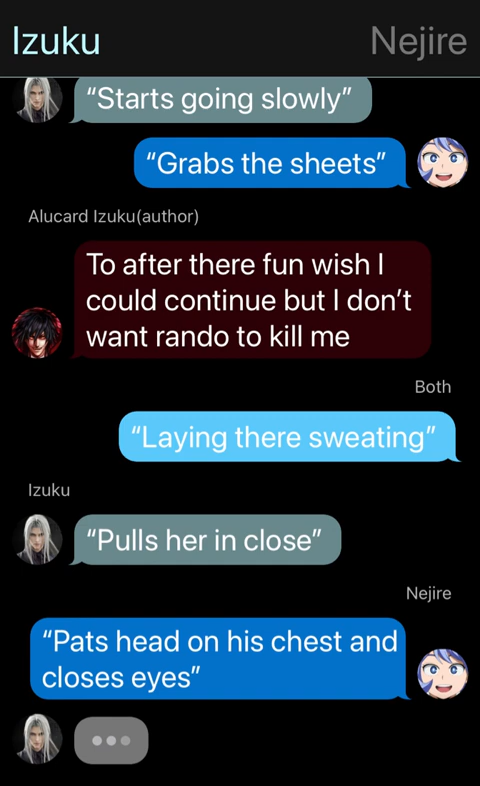 Izuku
Nejire
“Starts going slowly”
“Grabs the sheets”
Alucard Izuku(author)
To after there fun wish I
could continue but I don’t
want rando to kill me
Both
“Laying there sweating”
Izuku
“Pulls her in close”
Nejire
“Pats head on his chest and
closes eyes”